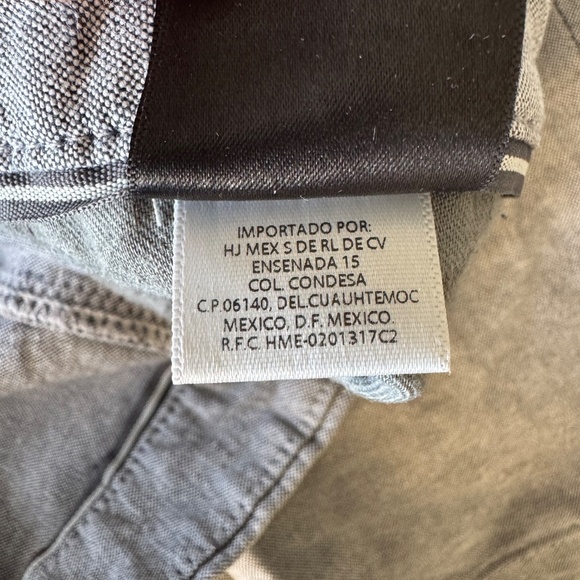 IMPORTADO POR:
HJ MEX S DE RL DE CV
ENSENADA 15
COL. CONDESA
C.P.06140, DEL.CUAUHTEMOC
MEXICO, D.F. MEXICO
R.F.C. HME-0201317C2